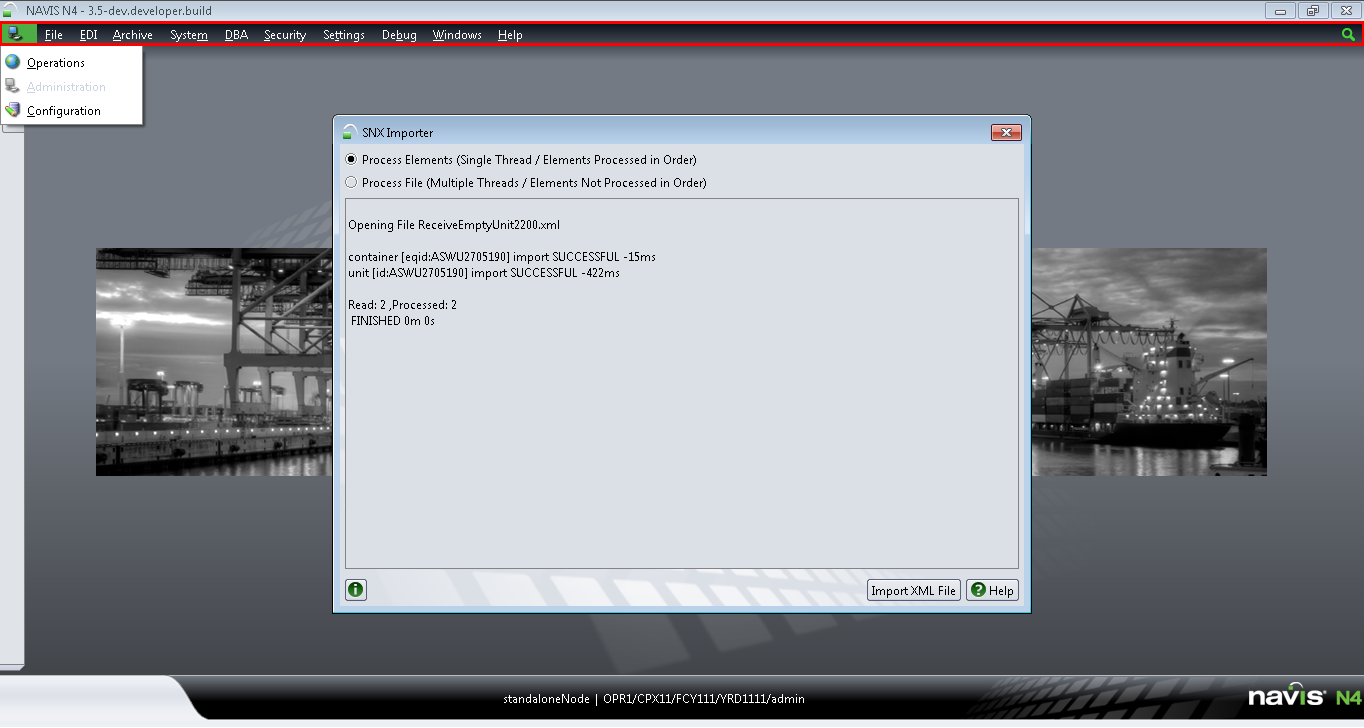 NAVIS N4 - 3.5-dev.developer.build
File EDI Archive System DBA Security Settings Debug Windows Help
Operations
Administration
Configuration
SNX Importer
Process Elements (Single Thread / Elements Processed in Order)
Process File (Multiple Threads / Elements Not Processed in Order)
Opening File ReceiveEmptyUnit2200.xml
container [eqid:ASWU2705190] import SUCCESSFUL -15ms
unit [id:ASWU2705190] import SUCCESSFUL -422ms
Read: 2 ,Processed: 2
FINISHED 0m 0s
Import XML File Help
standaloneNode | OPR1/CPX11/FCY111/YRD1111/admin
navis N4